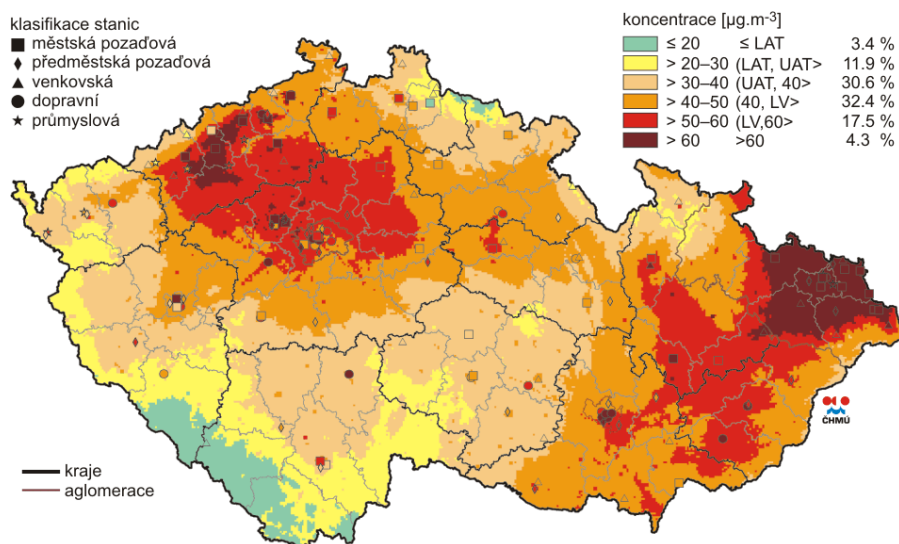 klasifikace stanic
městská pozaďová
předměstská pozaďová
venkovská
dopravní
průmyslová
koncentrace [µg.m-³]
≤ 20 ≤ LAT 3.4 %
> 20–30 (LAT, UAT> 11.9 %
> 30–40 (UAT, 40> 30.6 %
> 40–50 (40, LV> 32.4 %
> 50–60 (LV,60> 17.5 %
> 60 >60 4.3 %
ČHMÚ
kraje
aglomerace